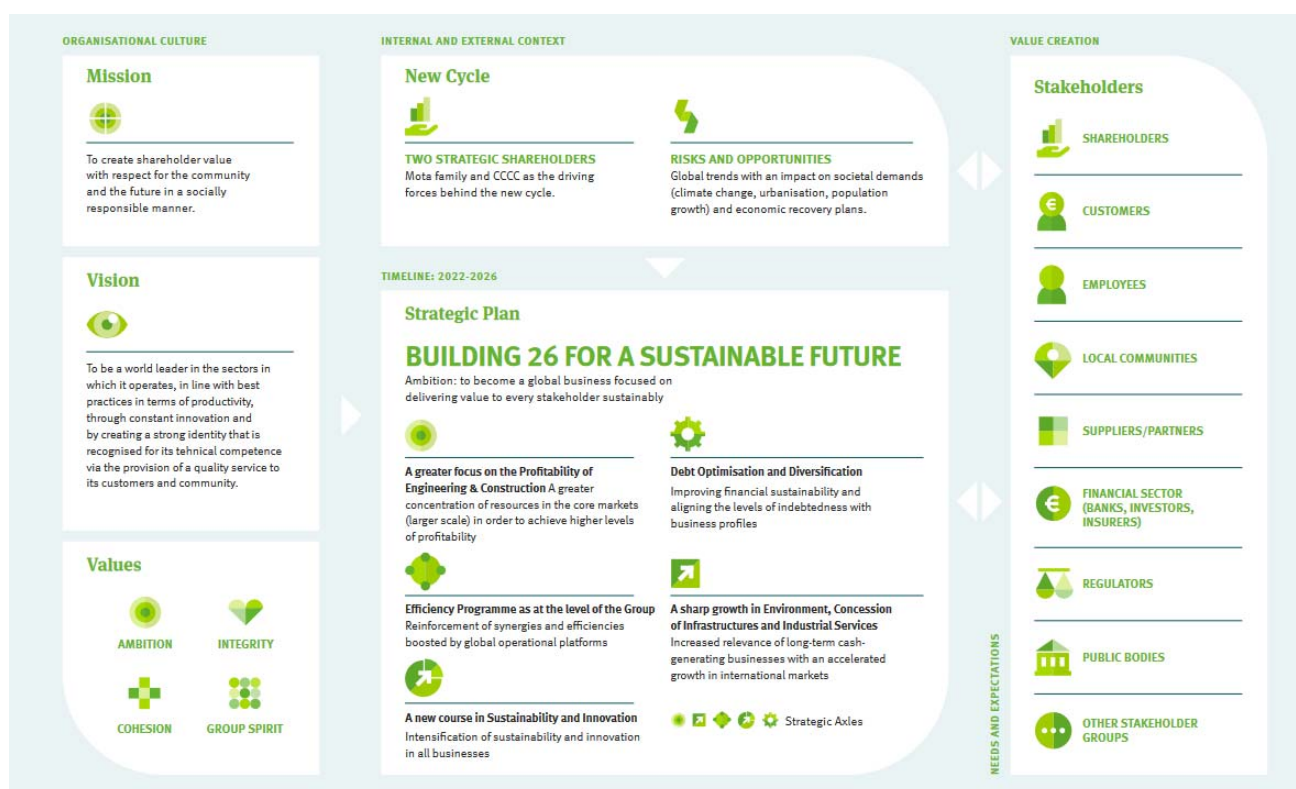 ORGANISATIONAL CULTURE
Mission
To create shareholder value
with respect for the community
and the future in a socially
responsible manner.
Vision
To be a world leader in the sectors in
which it operates, in line with best
practices in terms of productivity,
through constant innovation and
by creating a strong identity that is
recognised for its tehnical competence
via the provision of a quality service to
its customers and community.
Values
AMBITION
INTEGRITY
COHESION
GROUP SPIRIT
INTERNAL AND EXTERNAL CONTEXT
New Cycle
TWO STRATEGIC SHAREHOLDERS
Mota family and CCCC as the driving
forces behind the new cycle.
RISKS AND OPPORTUNITIES
Global trends with an impact on societal demands
(climate change, urbanisation, population
growth) and economic recovery plans.
TIMELINE: 2022-2026
Strategic Plan
BUILDING 26 FOR A SUSTAINABLE FUTURE
Ambition: to become a global business focused on
delivering value to every stakeholder sustainably
A greater focus on the Profitability of
Engineering & Construction A greater
concentration of resources in the core markets
(larger scale) in order to achieve higher levels
of profitability
Debt Optimisation and Diversification
Improving financial sustainability and
aligning the levels of indebtedness with
business profiles
Efficiency Programme as at the level of the Group
Reinforcement of synergies and efficiencies
boosted by global operational platforms
A sharp growth in Environment, Concession
of Infrastructures and Industrial Services
Increased relevance of long-term cash-
generating businesses with an accelerated
growth in international markets
A new course in Sustainability and Innovation
Intensification of sustainability and innovation
in all businesses
Strategic Axles
VALUE CREATION
Stakeholders
SHAREHOLDERS
€
CUSTOMERS
EMPLOYEES
LOCAL COMMUNITIES
SUPPLIERS/PARTNERS
€
FINANCIAL SECTOR
(BANKS, INVESTORS,
INSURERS)
REGULATORS
PUBLIC BODIES
OTHER STAKEHOLDER
GROUPS
NEEDS AND EXPECTATIONS